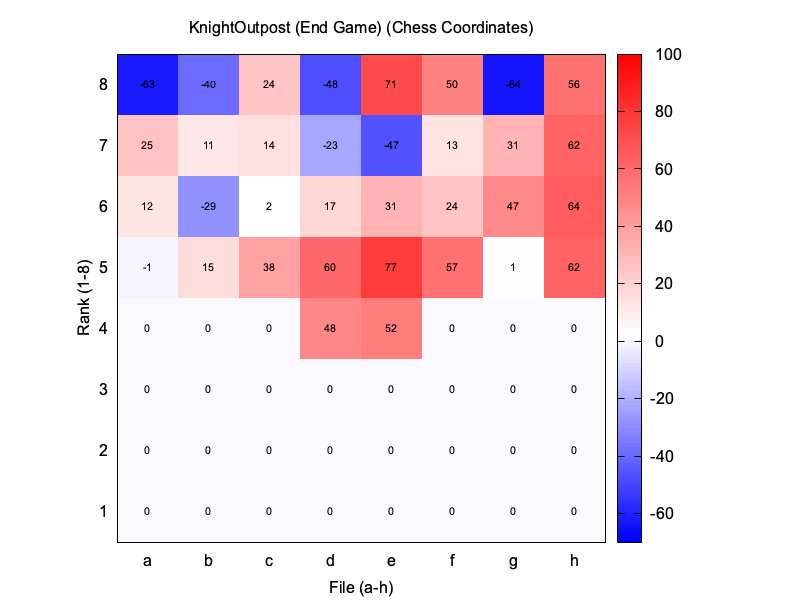 KnightOutpost (End Game) (Chess Coordinates)
8 -63 -40 24 -48 71 50 -64 56
7 25 11 14 -23 -47 13 31 62
6 12 -29 2 17 31 24 47 64
5 -1 15 38 60 77 57 1 62
4 0 0 0 48 52 0 0 0
3 0 0 0 0 0 0 0 0
2 0 0 0 0 0 0 0 0
1 0 0 0 0 0 0 0 0
a b c d e f g h
File (a-h)
Rank (1-8)
100
80
60
40
20
0
-20
-40
-60